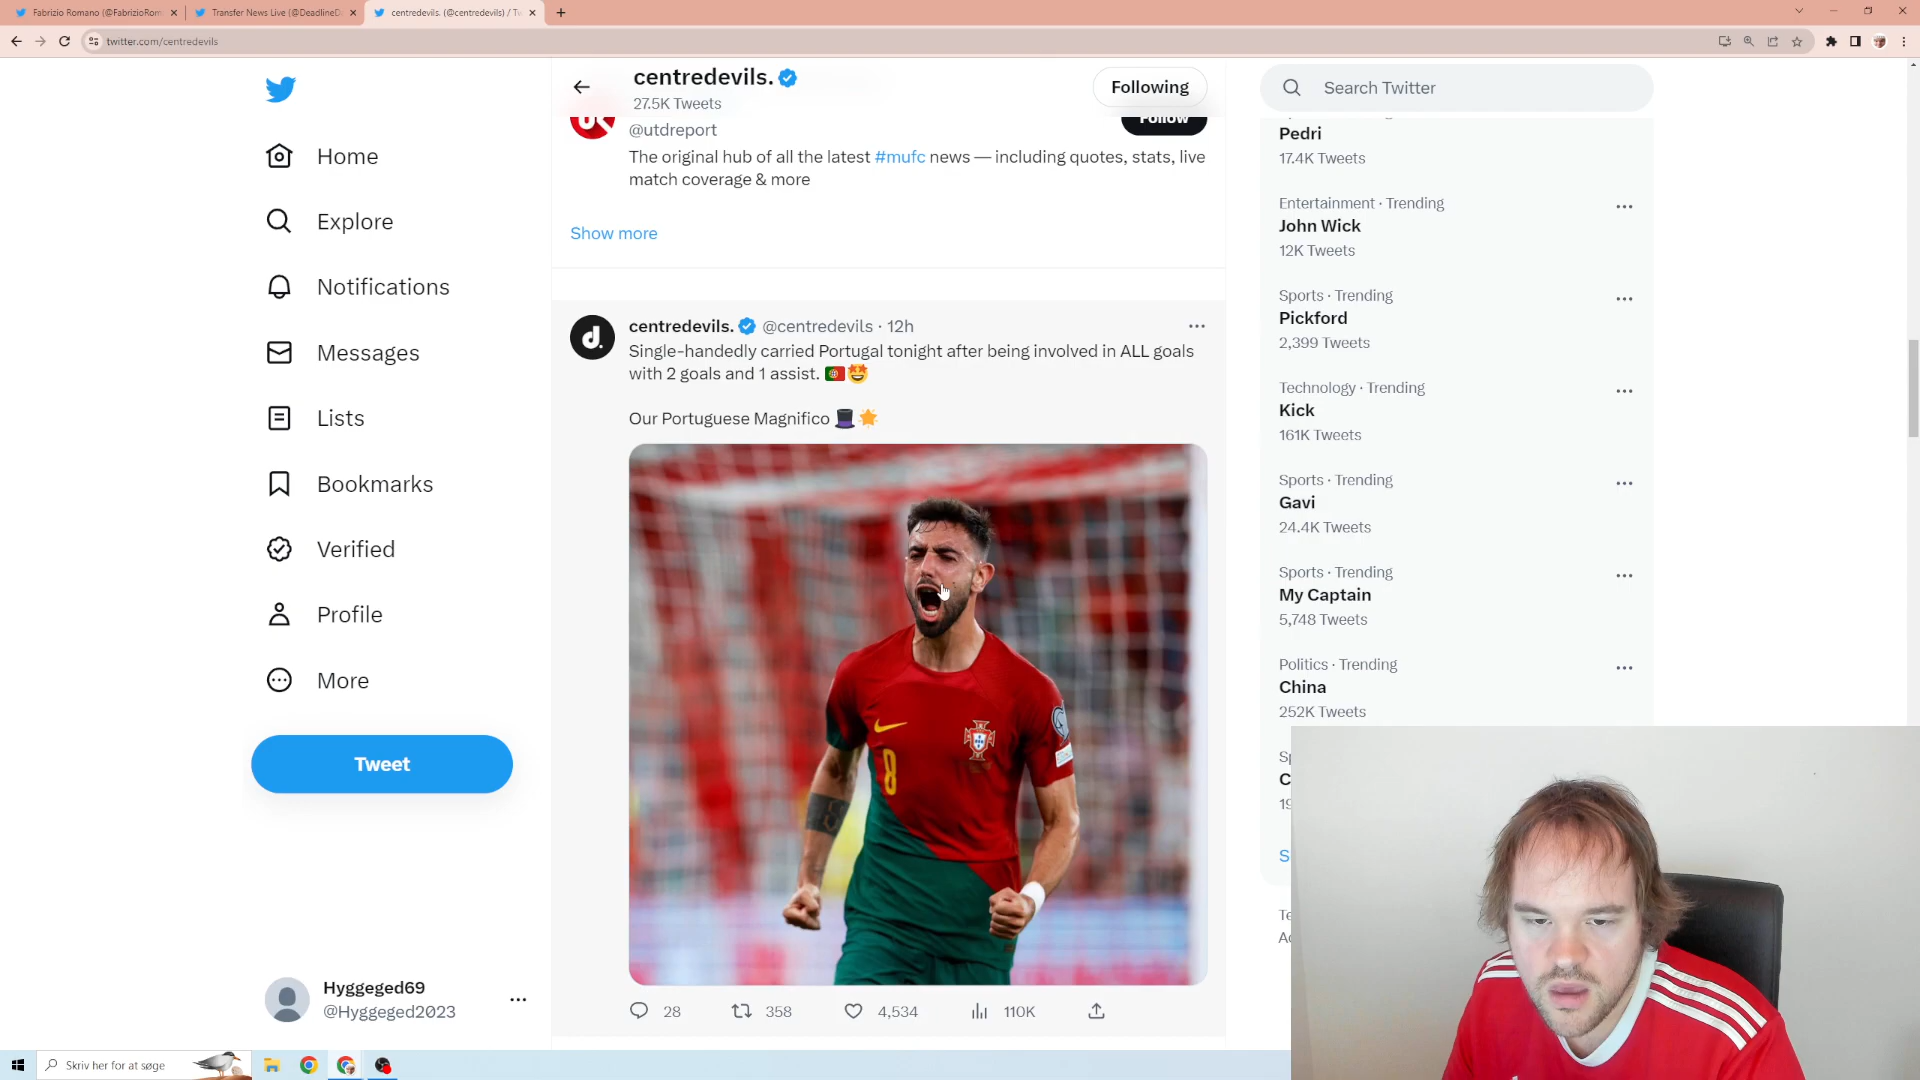 Fabrizio Romano (@FabrizioRom
Transfer News Live (@DeadlineD
centredevils. (@centredevils) / Tw
twitter.com/centredevils
centredevils.
27.5K Tweets
Following
Search Twitter
@utdreport
Follow
The original hub of all the latest #mufc news — including quotes, stats, live
match coverage & more
Show more
Home
Explore
Notifications
Messages
Lists
Bookmarks
Verified
Profile
More
Tweet
Hyggeged69
@Hyggeged2023
centredevils. @centredevils · 12h
Single-handedly carried Portugal tonight after being involved in ALL goals
with 2 goals and 1 assist. 🇵🇹🤩
Our Portuguese Magnifico 🎩🌟
8
28
358
4,534
110K
Pedri
17.4K Tweets
Entertainment · Trending
John Wick
12K Tweets
Sports · Trending
Pickford
2,399 Tweets
Technology · Trending
Kick
161K Tweets
Sports · Trending
Gavi
24.4K Tweets
Sports · Trending
My Captain
5,748 Tweets
Politics · Trending
China
252K Tweets
Skriv her for at søge